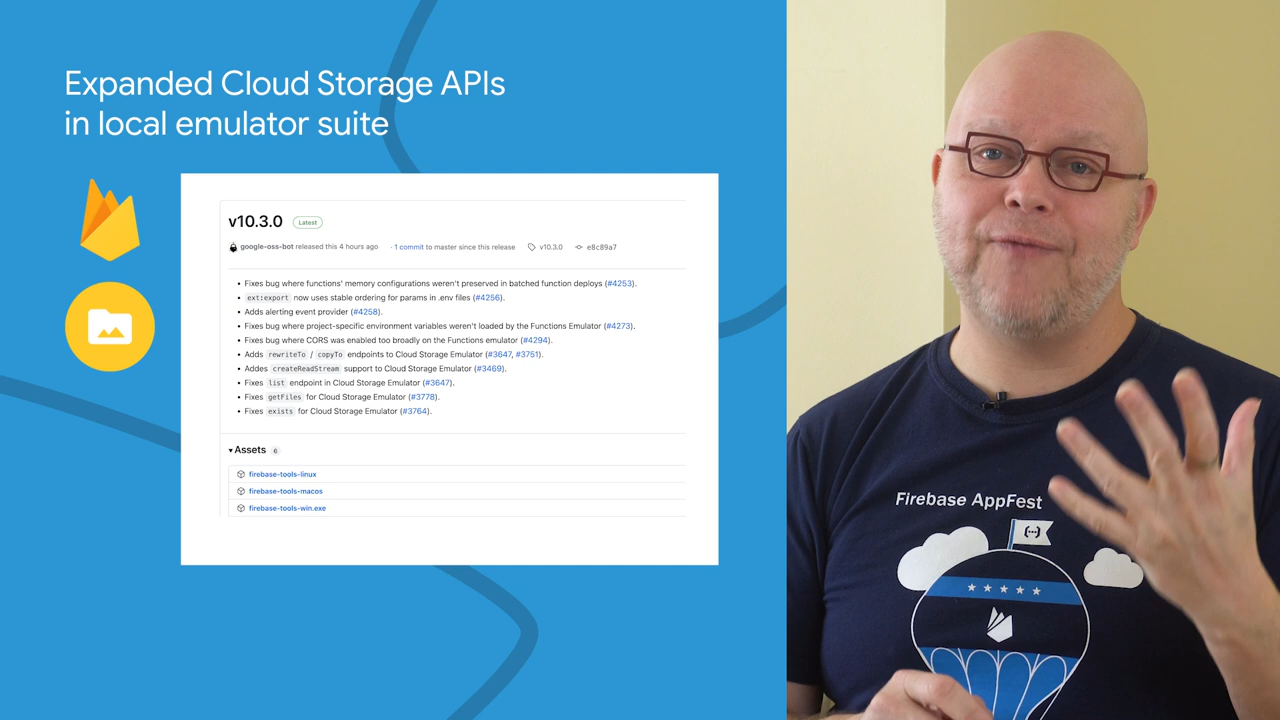 Expanded Cloud Storage APIs
in local emulator suite
v10.3.0 Latest
google-oss-bot released this 4 hours ago · 1 commit to master since this release v10.3.0 e8c89a7
• Fixes bug where functions' memory configurations weren't preserved in batched function deploys (#4253).
• ext:export now uses stable ordering for params in .env files (#4256).
• Adds alerting event provider (#4258).
• Fixes bug where project-specific environment variables weren't loaded by the Functions Emulator (#4273).
• Fixes bug where CORS was enabled too broadly on the Functions emulator (#4294).
• Adds rewriteTo / copyTo endpoints to Cloud Storage Emulator (#3647, #3751).
• Addes createReadStream support to Cloud Storage Emulator (#3469).
• Fixes list endpoint in Cloud Storage Emulator (#3647).
• Fixes getFiles for Cloud Storage Emulator (#3778).
• Fixes exists for Cloud Storage Emulator (#3764).
▾ Assets 6
firebase-tools-linux
firebase-tools-macos
firebase-tools-win.exe
Firebase AppFest